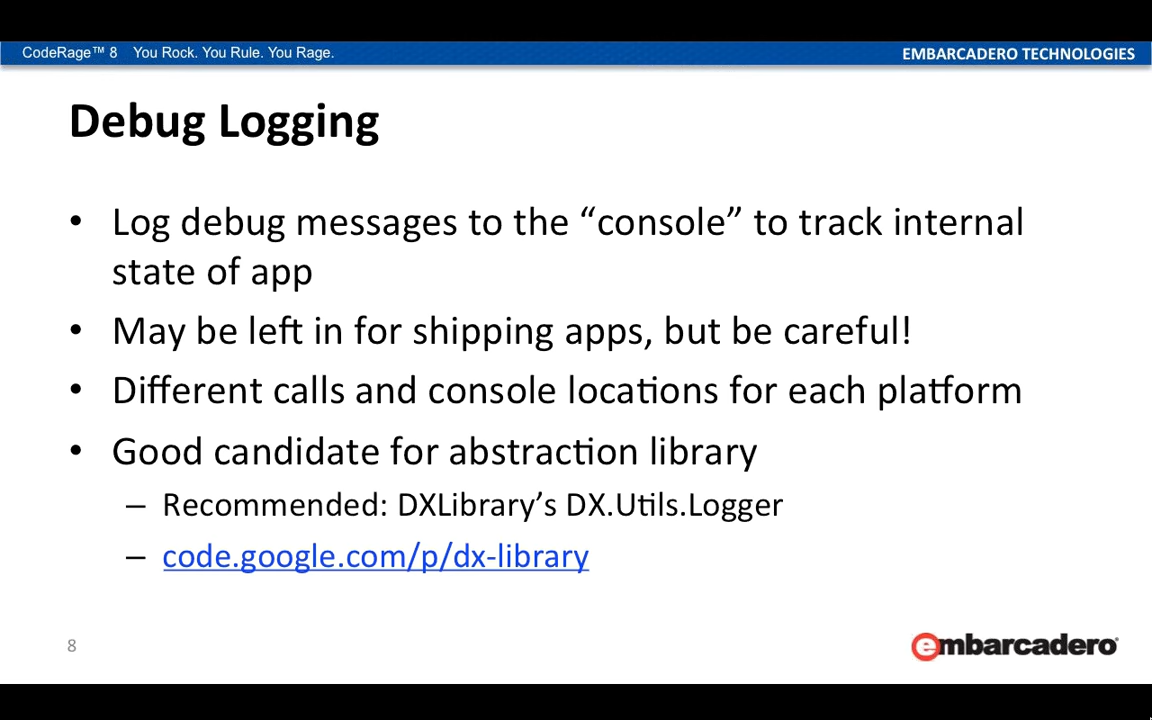 CodeRage™ 8 You Rock. You Rule. You Rage.
EMBARCADERO TECHNOLOGIES
Debug Logging
• Log debug messages to the “console” to track internal
state of app
• May be left in for shipping apps, but be careful!
• Different calls and console locations for each platform
• Good candidate for abstraction library
– Recommended: DXLibrary’s DX.Utils.Logger
– code.google.com/p/dx-library
8
embarcadero®